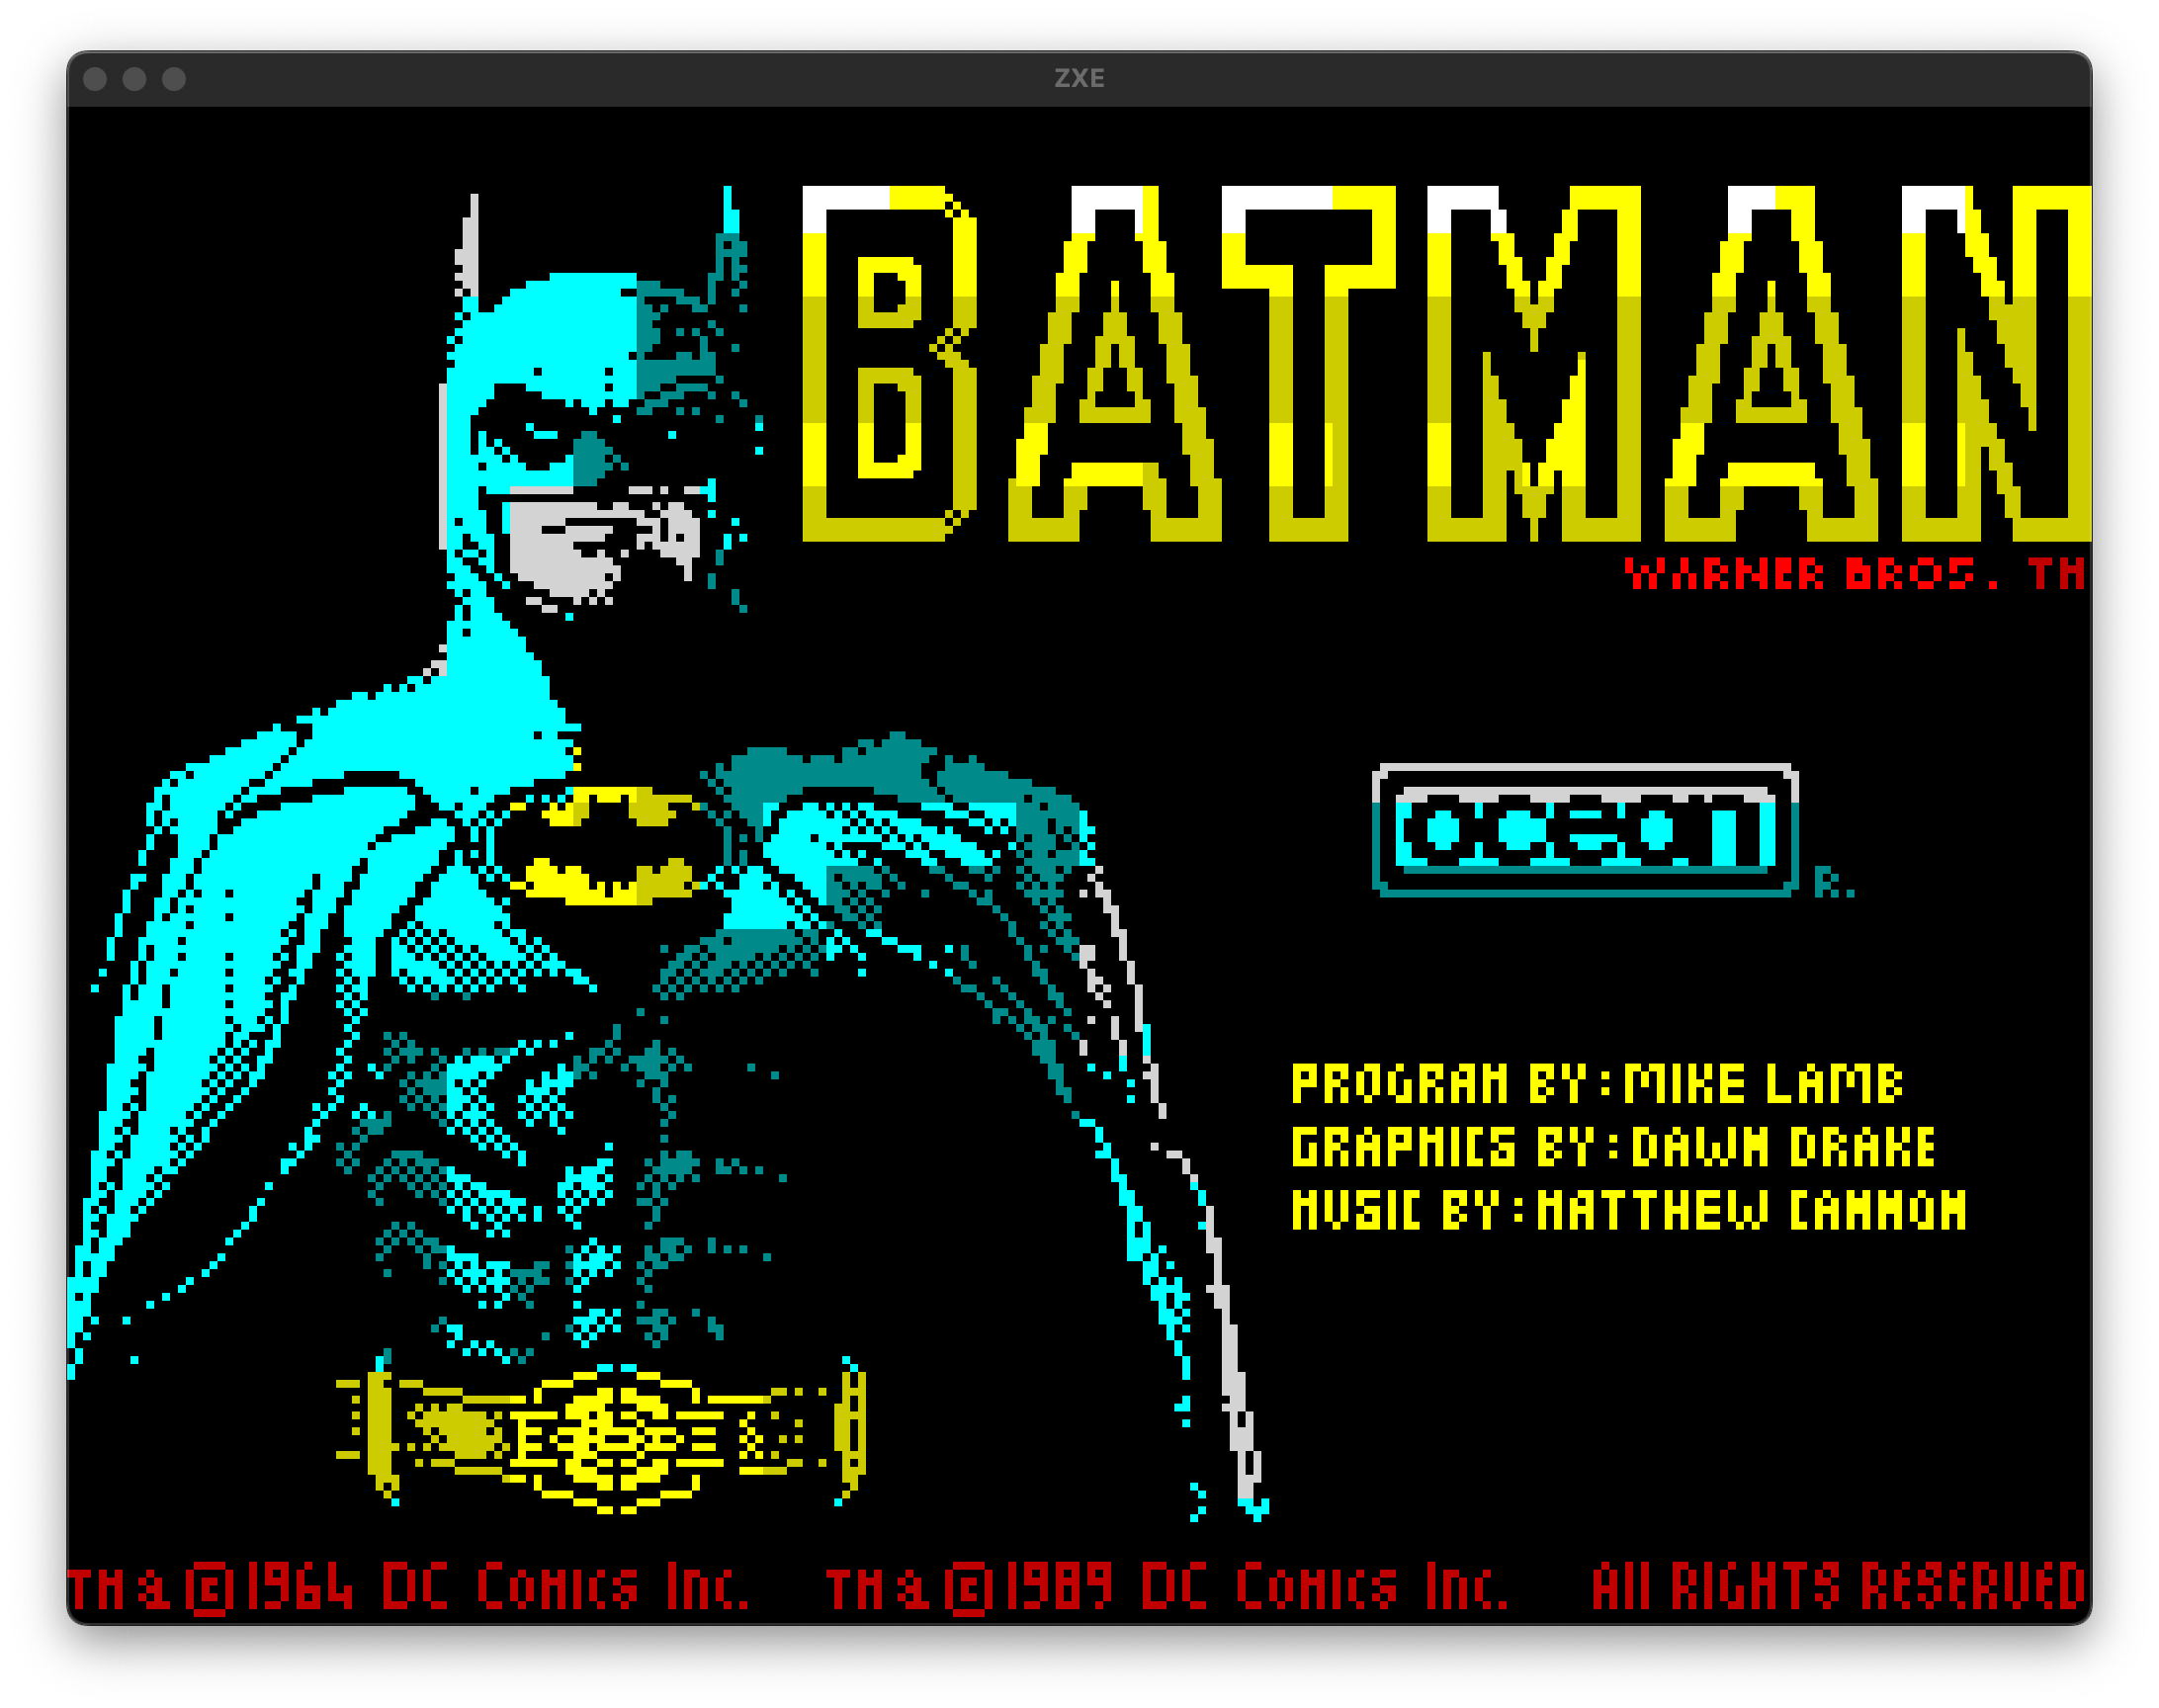 ZXE
BATMAN
WARNER BROS. TM
ocean
R.
PROGRAM BY:MIKE LAMB
GRAPHICS BY:DAWN DRAKE
MUSIC BY:MATTHEW CANNON
TM & ©1964 DC COMICS INC. TM & ©1989 DC COMICS INC. ALL RIGHTS RESERVED